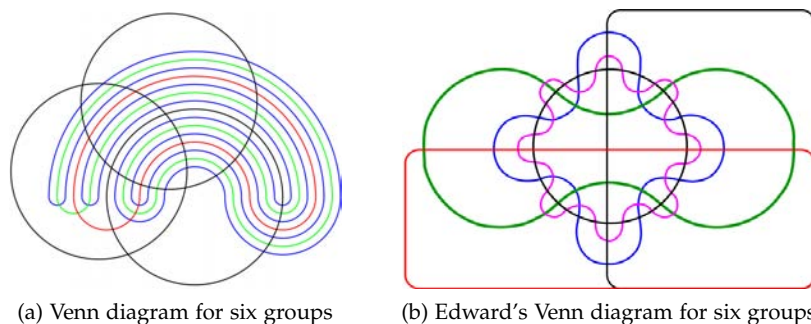 (a) Venn diagram for six groups
(b) Edward's Venn diagram for six groups